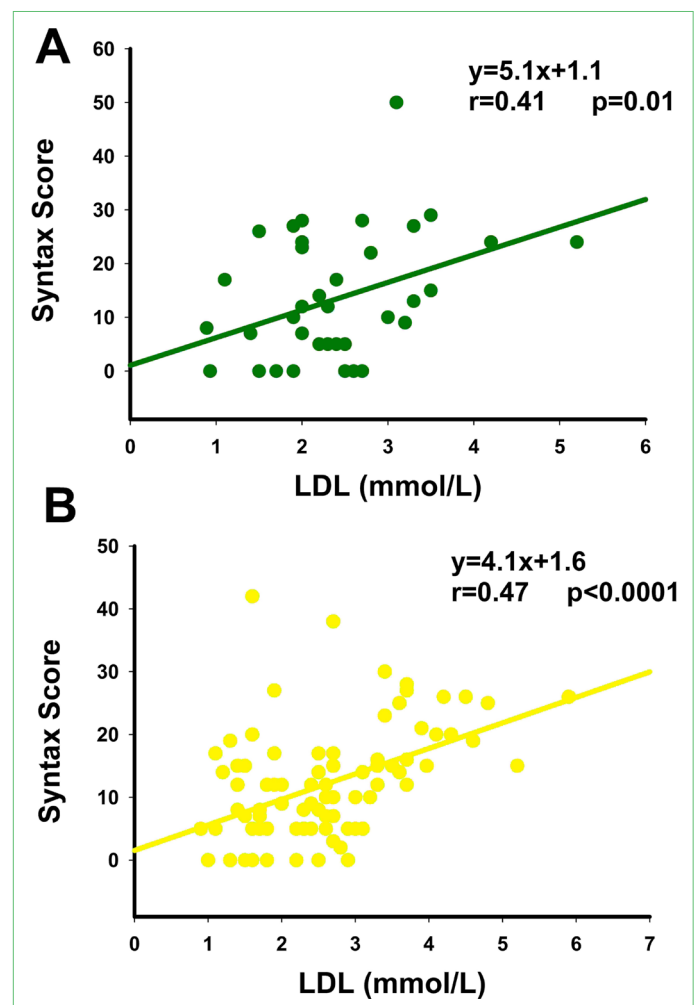 A
60
50
40
30
20
10
0
Syntax Score
y=5.1x+1.1
r=0.41 p=0.01
0 1 2 3 4 5 6
LDL (mmol/L)
B
50
40
30
20
10
0
Syntax Score
y=4.1x+1.6
r=0.47 p<0.0001
0 1 2 3 4 5 6 7
LDL (mmol/L)